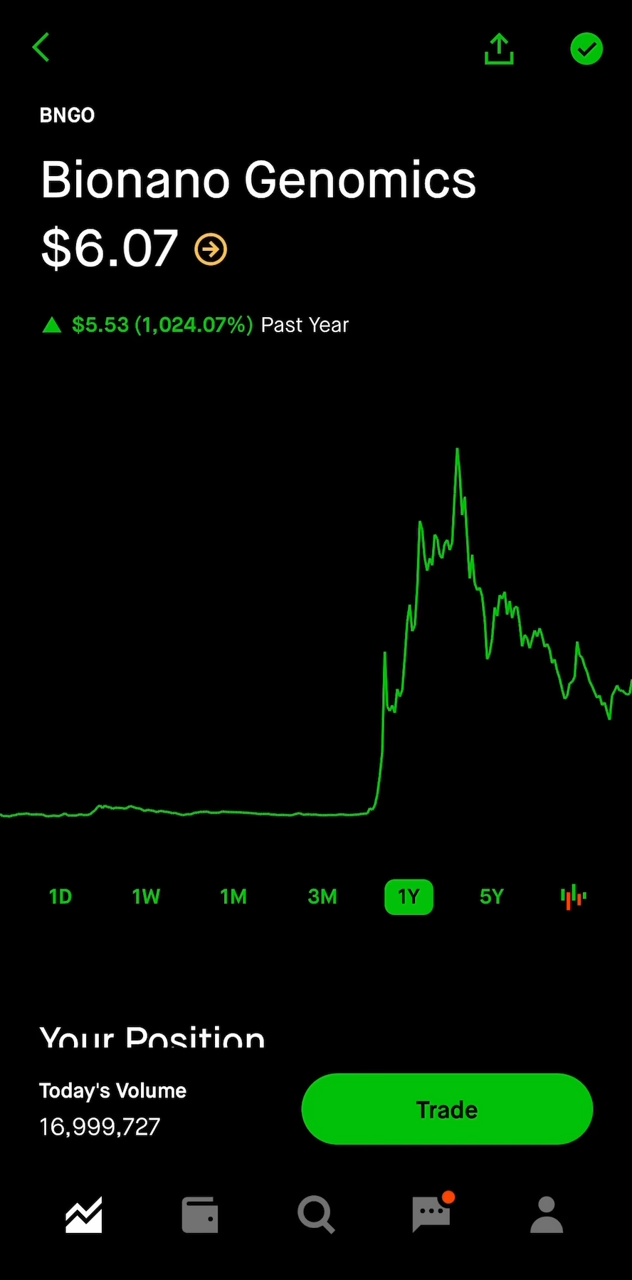 BNGO
Bionano Genomics
$6.07
$5.53 (1,024.07%) Past Year
1D 1W 1M 3M 1Y 5Y
Your Position
Today's Volume
16,999,727
Trade